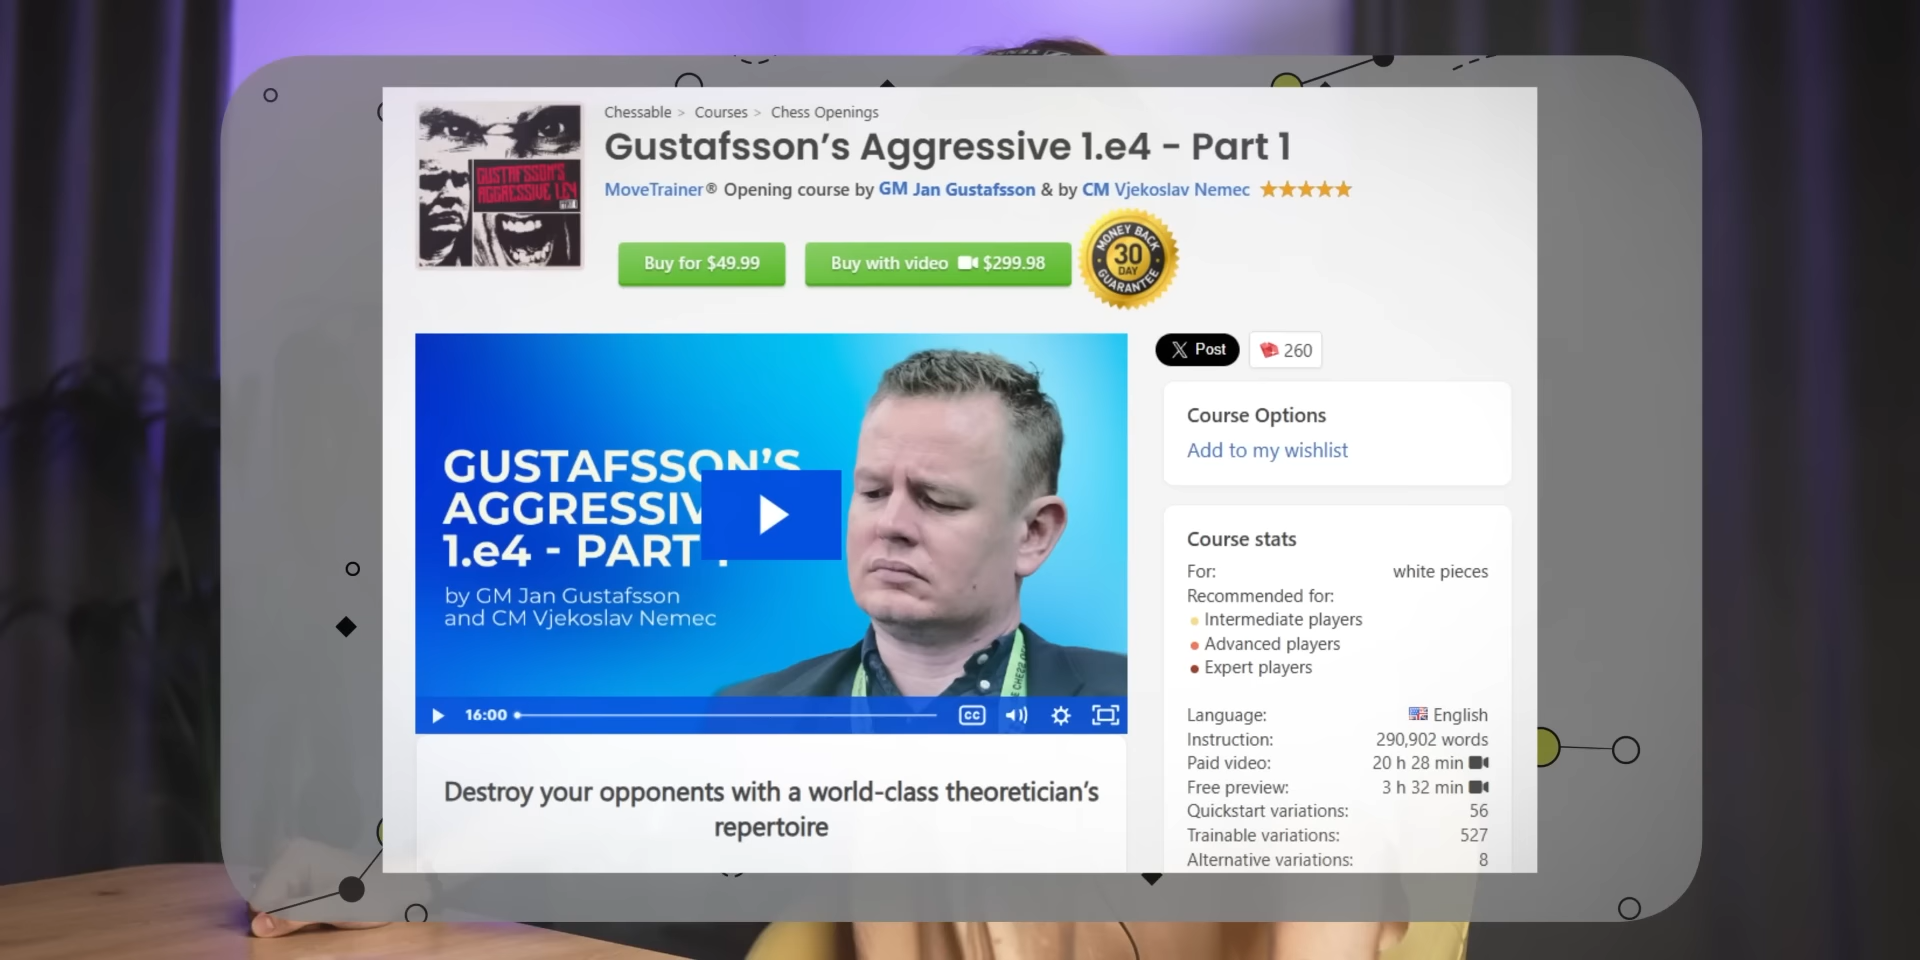 Chessable > Courses > Chess Openings
Gustafsson's Aggressive 1.e4 - Part 1
MoveTrainer® Opening course by GM Jan Gustafsson & by CM Vjekoslav Nemec
GUSTAFSSON'S
AGGRESSIVE 1.E4
Buy for $49.99
Buy with video $299.98
MONEY BACK
30
DAY
GUARANTEE
GUSTAFSSON'S
AGGRESSIV
1.e4 - PART
by GM Jan Gustafsson
and CM Vjekoslav Nemec
16:00
CC
Destroy your opponents with a world-class theoretician's
repertoire
X Post
260
Course Options
Add to my wishlist
Course stats
For: white pieces
Recommended for:
Intermediate players
Advanced players
Expert players
Language: English
Instruction: 290,902 words
Paid video: 20 h 28 min
Free preview: 3 h 32 min
Quickstart variations: 56
Trainable variations: 527
Alternative variations: 8